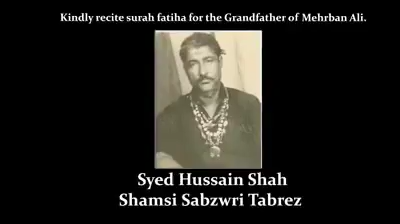 Kindly recite surah fatiha for the Grandfather of Mehrban Ali.
Syed Hussain Shah
Shamsi Sabzwri Tabrez